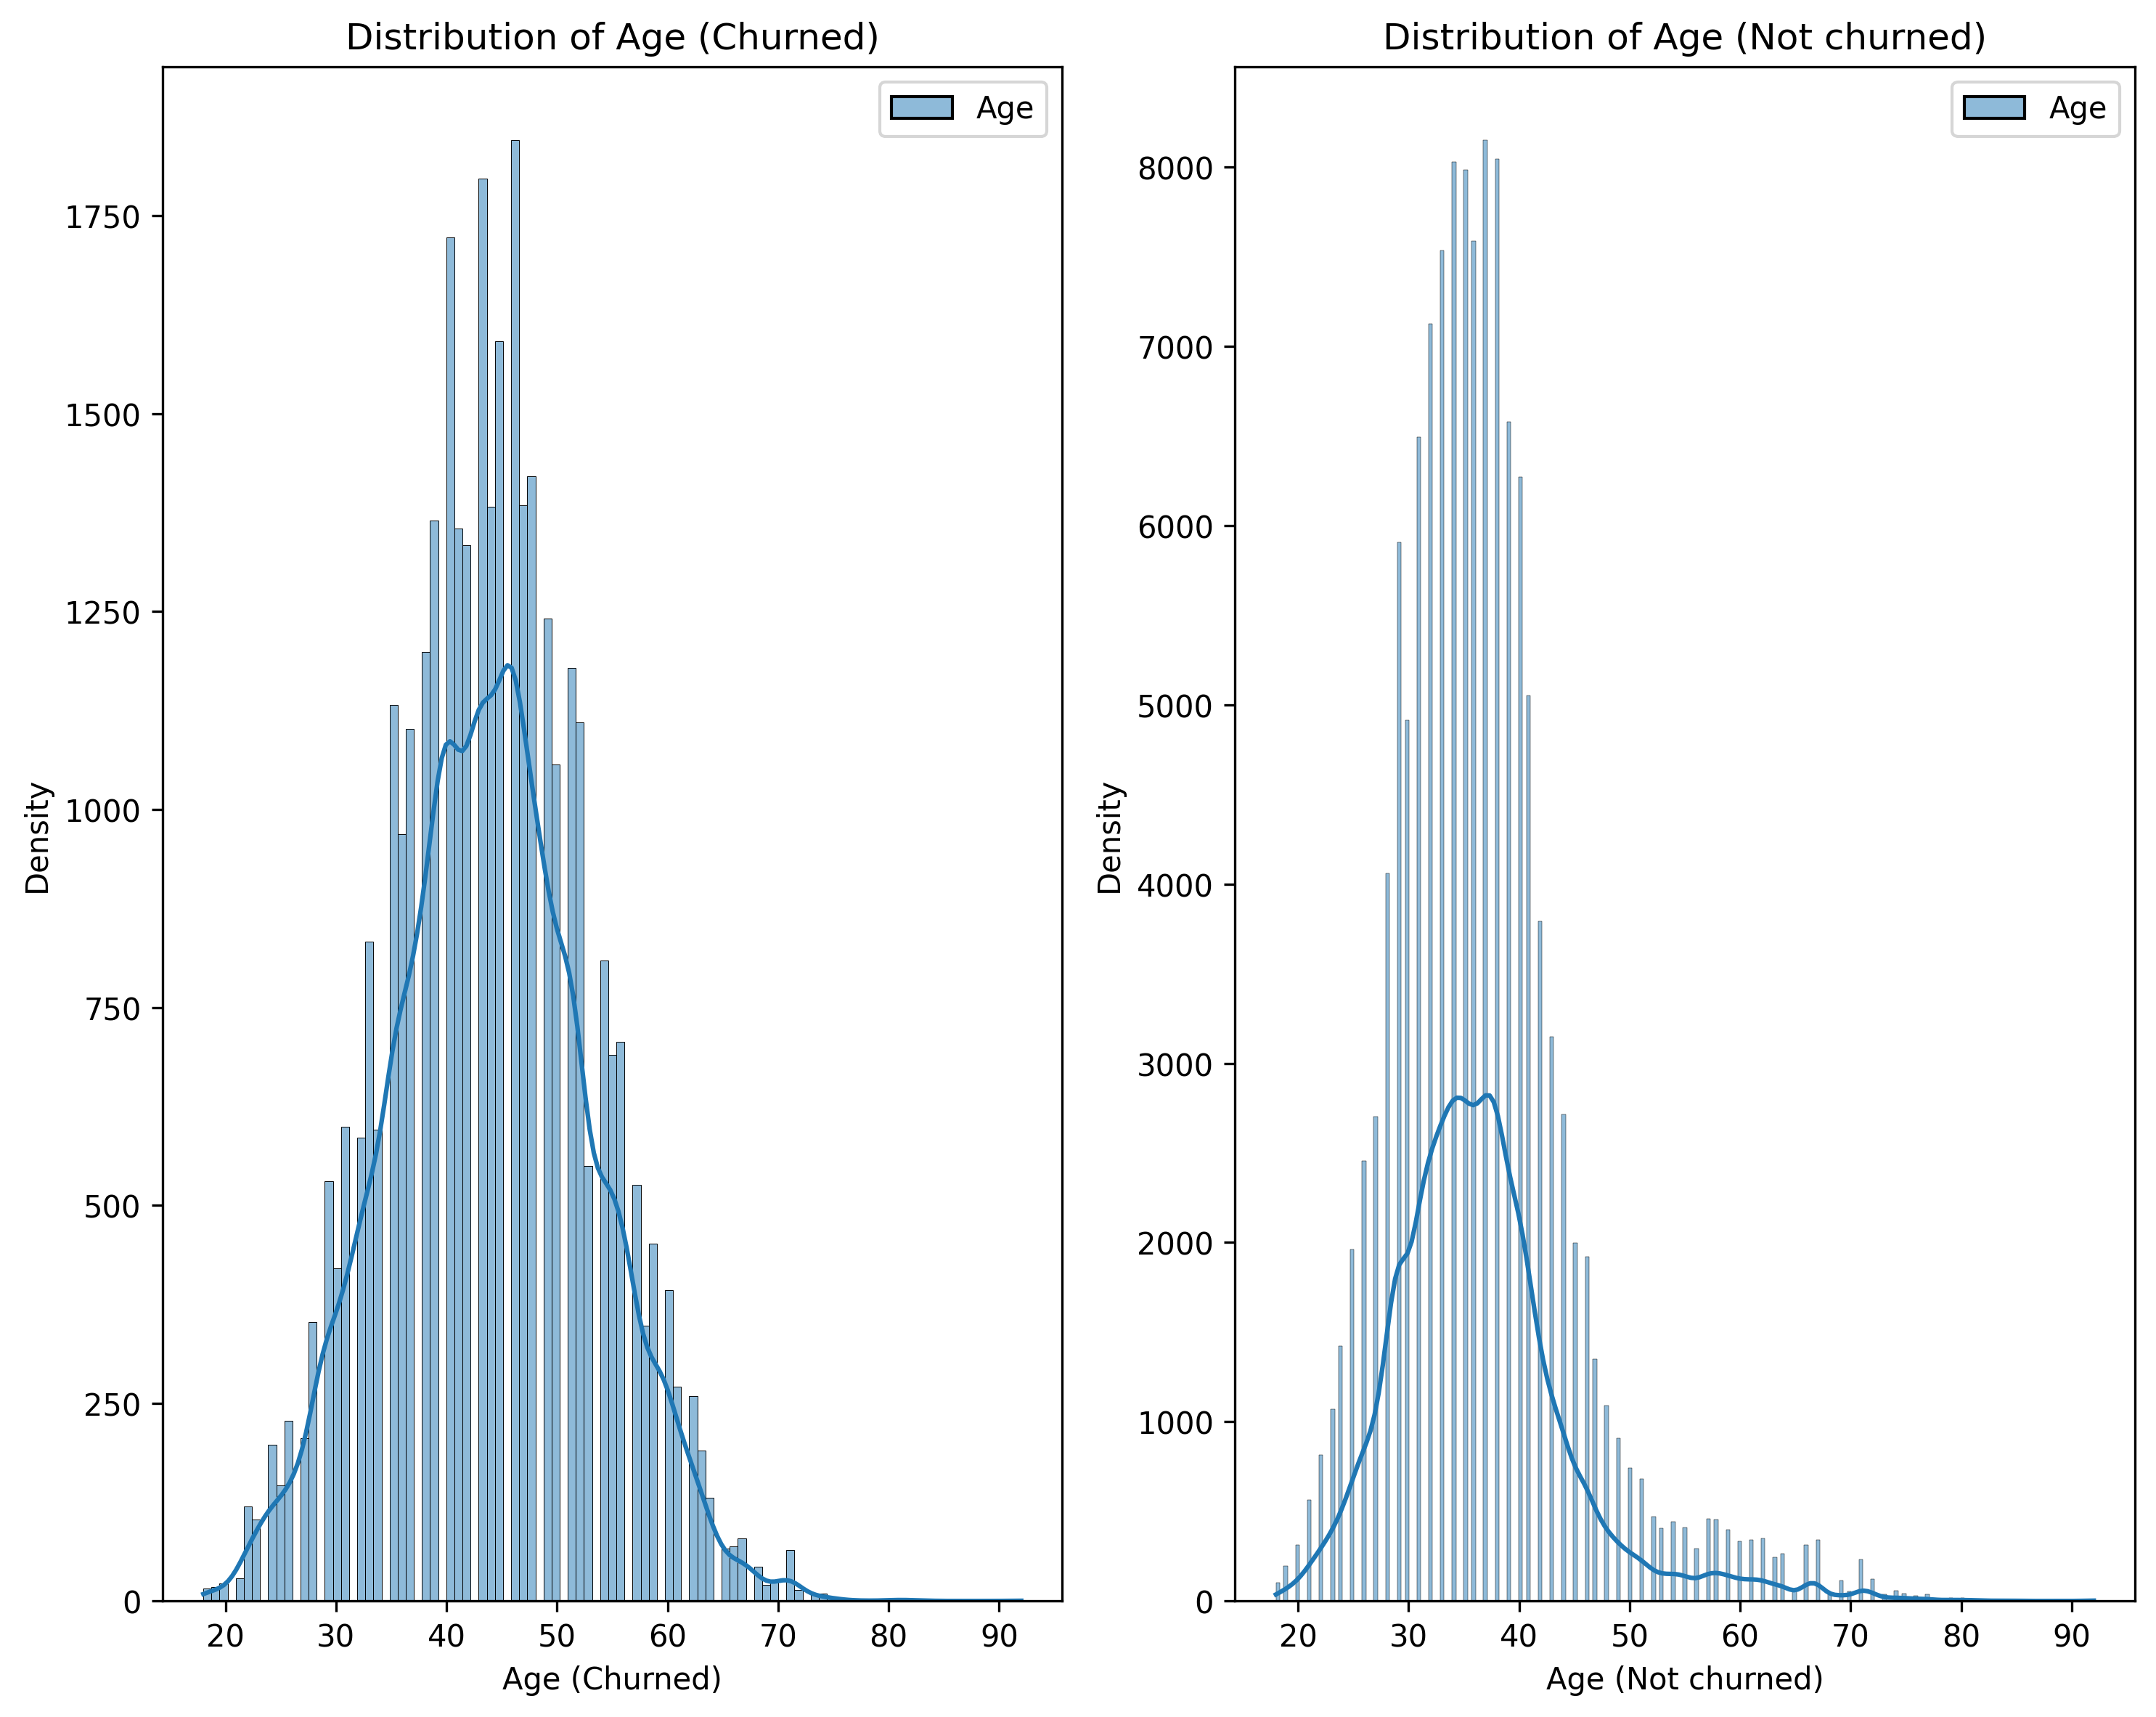 Distribution of Age (Churned)
Age
1750
1500
1250
1000
750
500
250
0
Density
20 30 40 50 60 70 80 90
Age (Churned)
Distribution of Age (Not churned)
Age
8000
7000
6000
5000
4000
3000
2000
1000
0
Density
20 30 40 50 60 70 80 90
Age (Not churned)